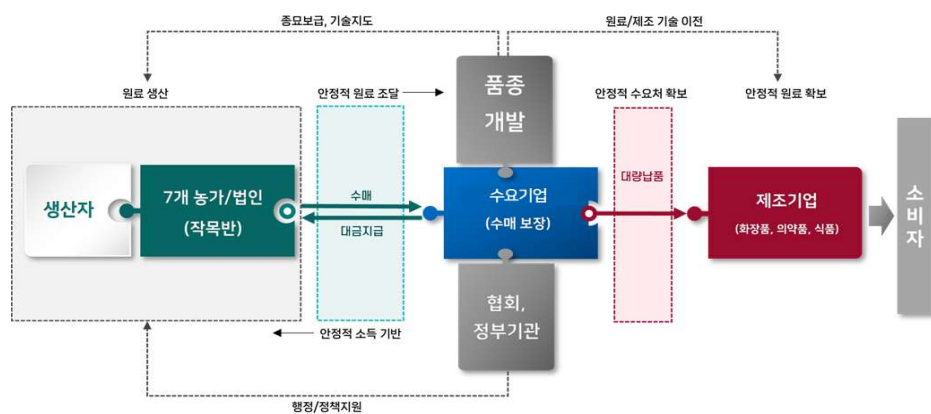 종묘보급, 기술지도
원료/제조 기술 이전
원료 생산
안정적 원료 조달
품종
개발
안정적 수요처 확보
안정적 원료 확보
생산자
7개 농가/법인
(작목반)
수매
대금지급
수요기업
(수매 보장)
대량납품
제조기업
(화장품, 의약품, 식품)
소비자
협회,
정부기관
안정적 소득 기반
행정/정책지원